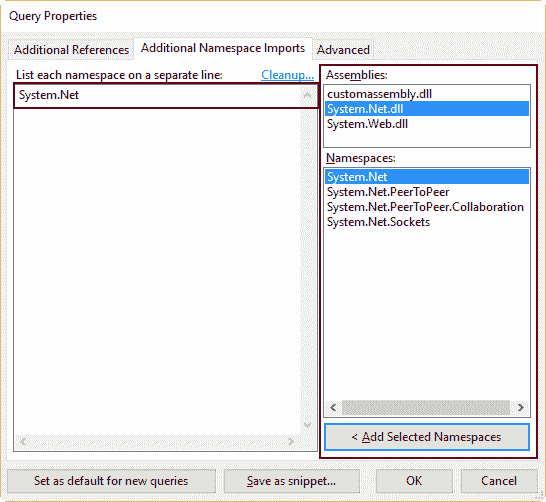 Query Properties
Additional References
Additional Namespace Imports
Advanced
List each namespace on a separate line:
Cleanup...
System.Net
Assemblies:
customassembly.dll
System.Net.dll
System.Web.dll
Namespaces:
System.Net
System.Net.PeerToPeer
System.Net.PeerToPeer.Collaboration
System.Net.Sockets
< Add Selected Namespaces
Set as default for new queries
Save as snippet...
OK
Cancel